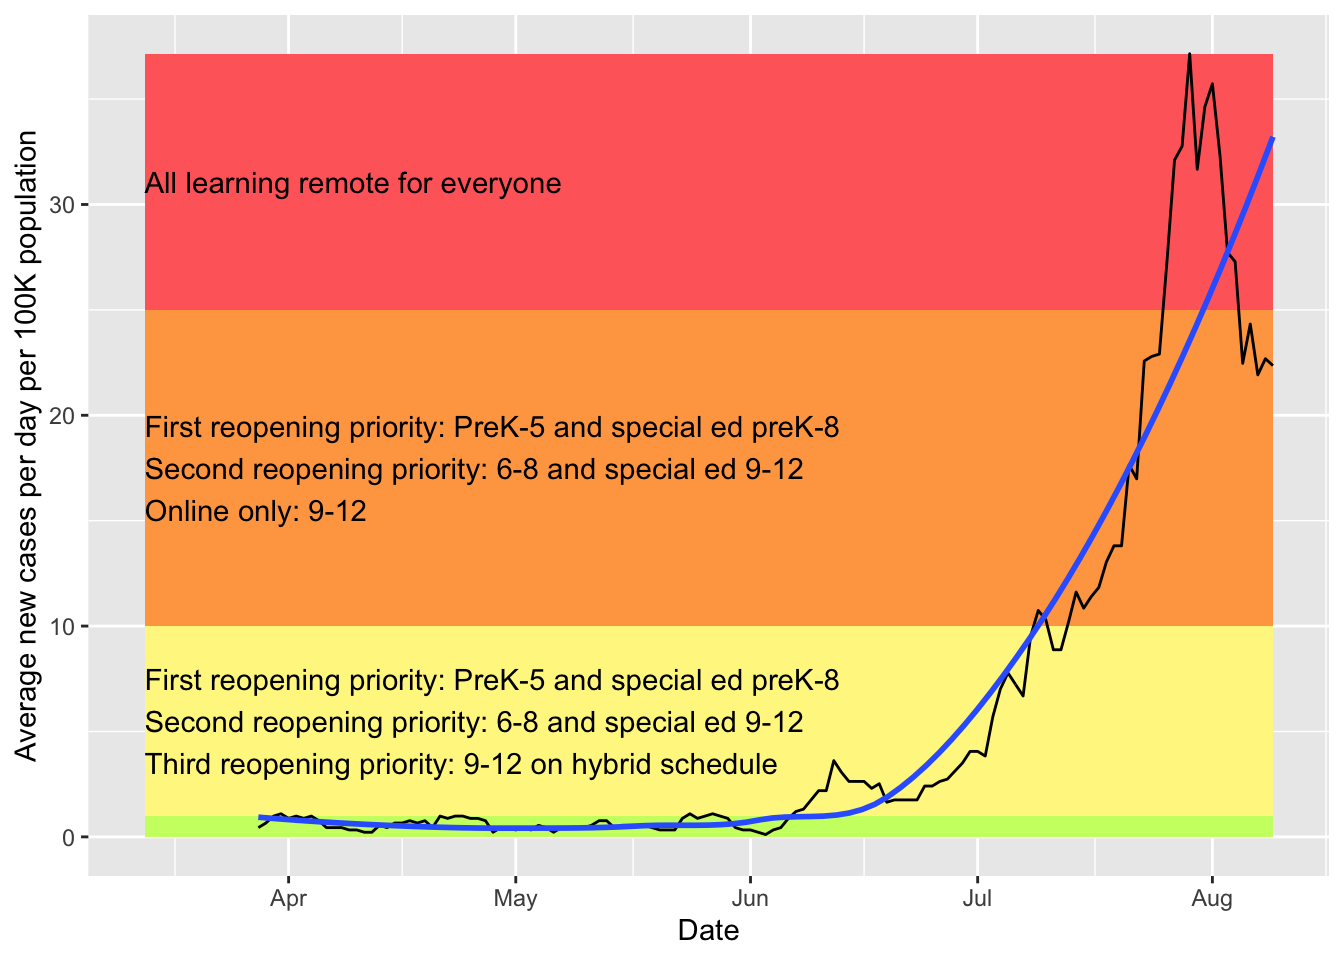 Average new cases per day per 100K population
30
20
10
0
All learning remote for everyone
First reopening priority: PreK-5 and special ed preK-8
Second reopening priority: 6-8 and special ed 9-12
Online only: 9-12
First reopening priority: PreK-5 and special ed preK-8
Second reopening priority: 6-8 and special ed 9-12
Third reopening priority: 9-12 on hybrid schedule
Apr May Jun Jul Aug
Date